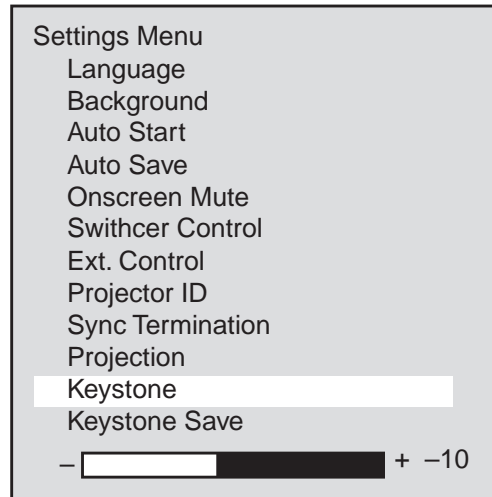 Settings Menu
Language
Background
Auto Start
Auto Save
Onscreen Mute
Swithcer Control
Ext. Control
Projector ID
Sync Termination
Projection
Keystone
Keystone Save
– + –10